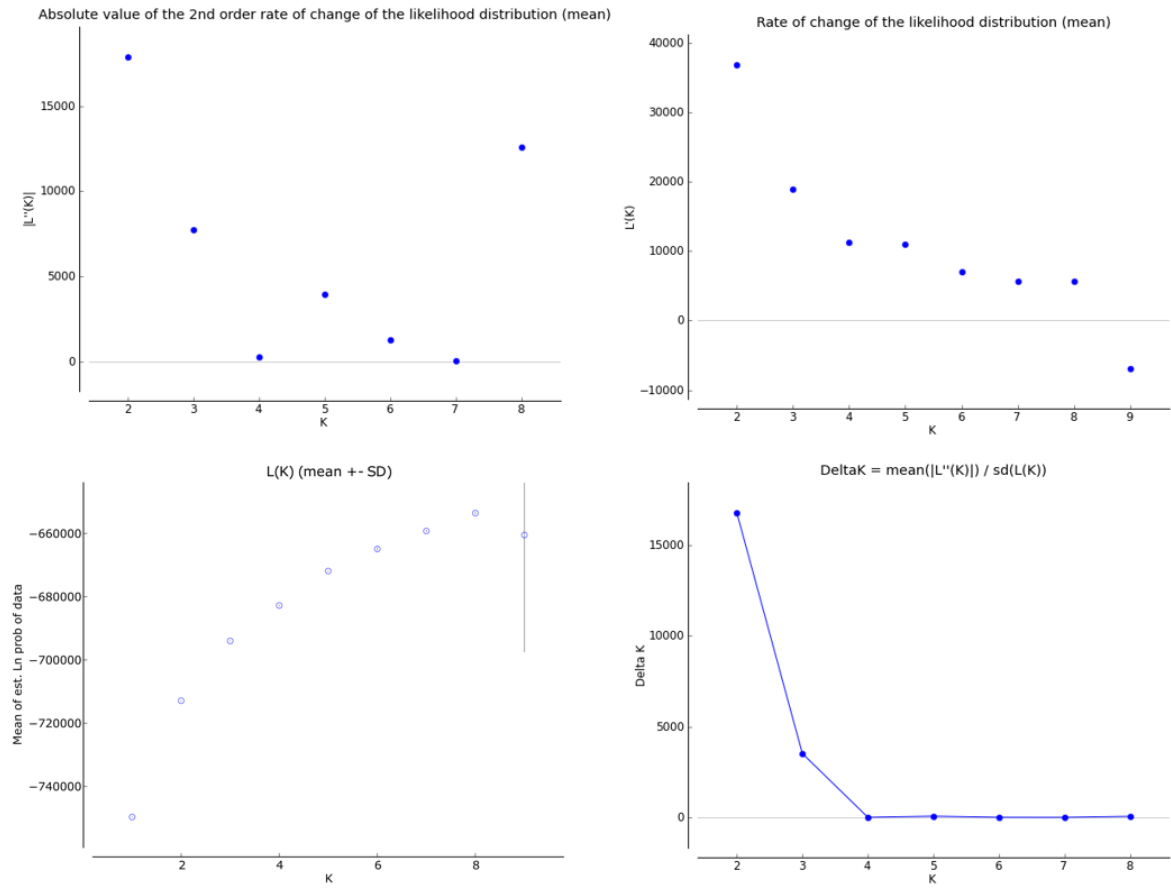 Absolute value of the 2nd order rate of change of the likelihood distribution (mean)
15000
10000
5000
0
|L''(K)|
2 3 4 5 6 7 8
K
Rate of change of the likelihood distribution (mean)
40000
30000
20000
10000
0
−10000
L'(K)
2 3 4 5 6 7 8 9
K
L(K) (mean +- SD)
−660000
−680000
−700000
−720000
−740000
Mean of est. Ln prob of data
2 4 6 8
K
DeltaK = mean(|L''(K)|) / sd(L(K))
15000
10000
5000
0
Delta K
2 3 4 5 6 7 8
K